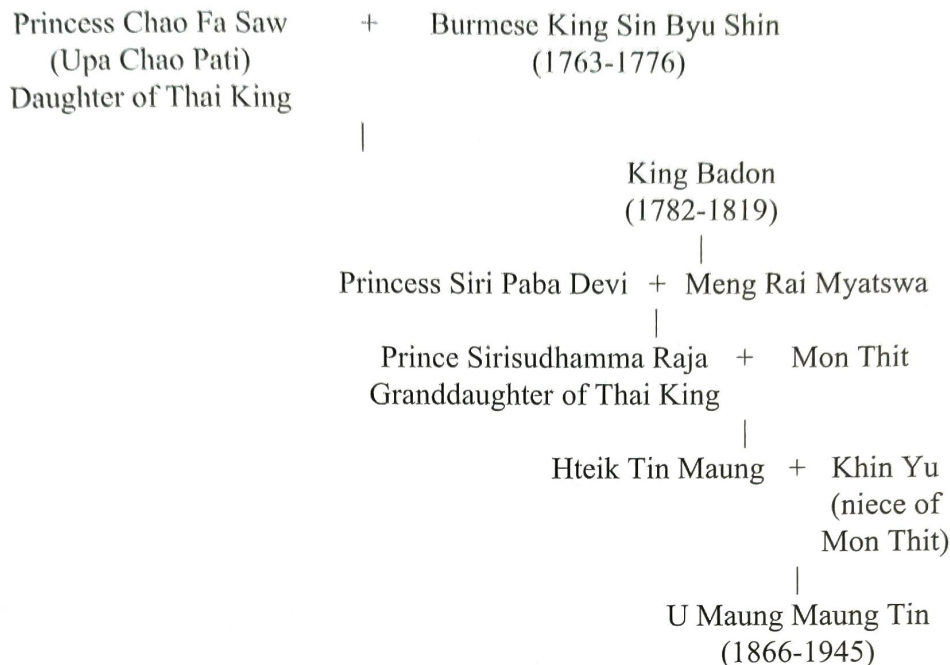 Princess Chao Fa Saw + Burmese King Sin Byu Shin
(Upa Chao Pati) (1763-1776)
Daughter of Thai King
|
King Badon
(1782-1819)
|
Princess Siri Paba Devi + Meng Rai Myatswa
|
Prince Sirisudhamma Raja + Mon Thit
Granddaughter of Thai King
|
Hteik Tin Maung + Khin Yu
(niece of
Mon Thit)
|
U Maung Maung Tin
(1866-1945)